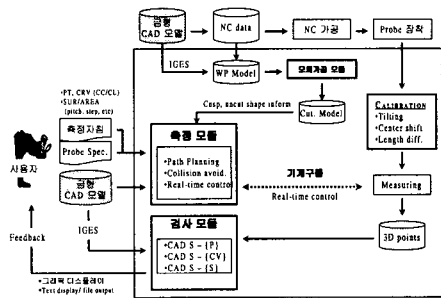 금형
CAD 모델
NC data
NC 가공
Probe 장착
IGES
WP Model
모의가공 모듈
•PT, CRV (CC/CL)
•SUR/AREA
(pitch, step, etc)
Cusp, uncut shape inform
Cut. Model
CALIBRATION
•Tilting
•Center shift
•Length diff.
측정지침
Probe Spec.
측정 모듈
•Path Planning
•Collision avoid.
•Real-time control
사용자
금형
CAD 모델
기계구동
Real-time control
Measuring
Feedback
IGES
검사 모듈
•CAD S – {P}
•CAD S – {CV}
•CAD S – {S}
3D points
•그래픽 디스플레이
•Text display/ file output